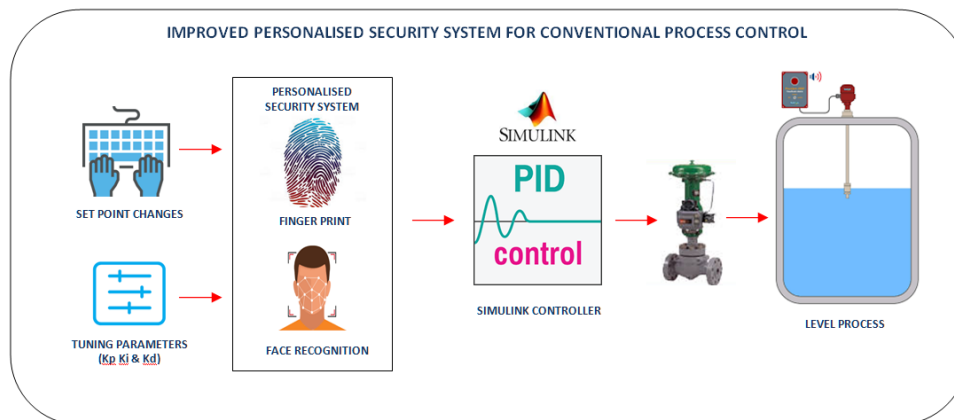 IMPROVED PERSONALISED SECURITY SYSTEM FOR CONVENTIONAL PROCESS CONTROL
PERSONALISED
SECURITY SYSTEM
SIMULINK
PID
control
SET POINT CHANGES
FINGER PRINT
SIMULINK CONTROLLER
LEVEL PROCESS
TUNING PARAMETERS
(Kp Ki & Kd)
FACE RECOGNITION